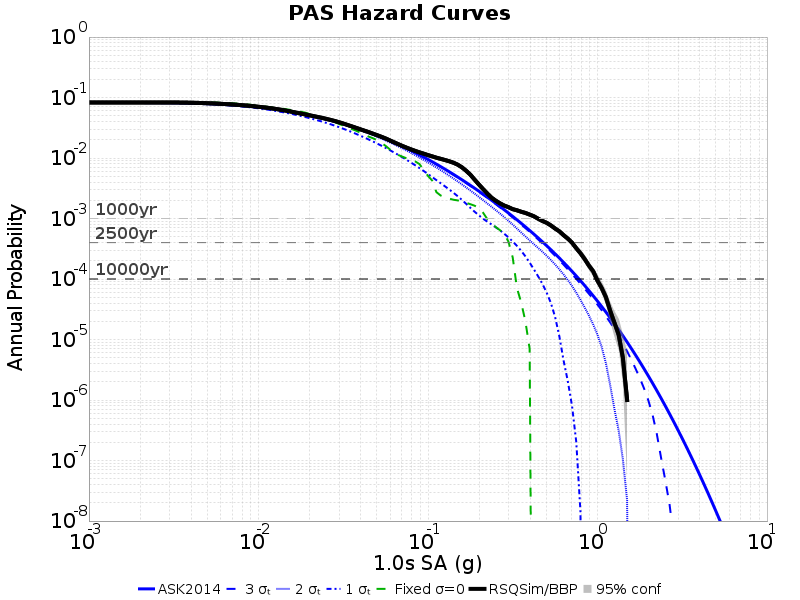 PAS Hazard Curves
10^0
10^-1
10^-2
10^-3
10^-4
10^-5
10^-6
10^-7
10^-8
Annual Probability
1000yr
2500yr
10000yr
10^-3 10^-2 10^-1 10^0 10^1
1.0s SA (g)
ASK2014 3 σₜ 2 σₜ 1 σₜ Fixed σ=0 RSQSim/BBP 95% conf